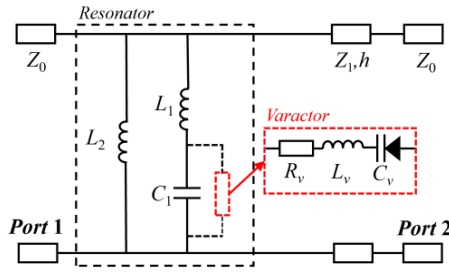 Resonator
Z0 Z1,h Z0
L1
Varactor
L2
Rv Lv Cv
C1
Port 1 Port 2